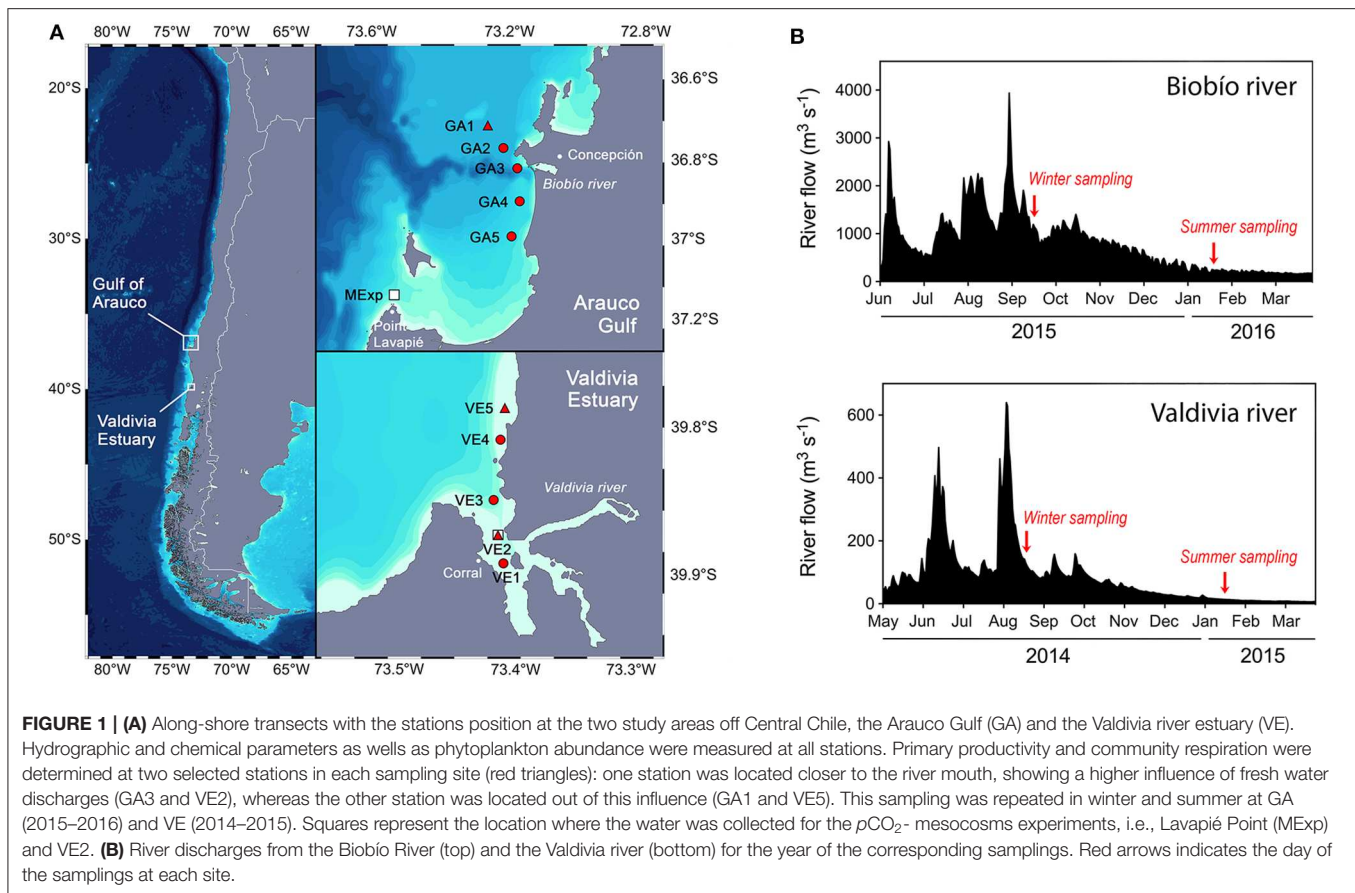 A
80°W 75°W 70°W 65°W
73.6°W 73.2°W 72.8°W
20°S
30°S
40°S
50°S
Gulf of
Arauco
Valdivia
Estuary
80°W 75°W 70°W 65°W
GA1
GA2
GA3
GA4
GA5
MExp
Concepción
Biobío river
Point
Lavapié
Arauco
Gulf
36.6°S
36.8°S
37°S
37.2°S
Valdivia
Estuary
VE5
VE4
VE3
VE2
VE1
Valdivia river
Corral
39.8°S
39.9°S
73.5°W 73.4°W 73.3°W
B
Biobío river
River flow (m³ s⁻¹)
4000
3000
2000
1000
0
Winter sampling
Summer sampling
Jun Jul Aug Sep Oct Nov Dec Jan Feb Mar
2015 2016
Valdivia river
River flow (m³ s⁻¹)
600
400
200
0
Winter sampling
Summer sampling
May Jun Jul Aug Sep Oct Nov Dec Jan Feb Mar
2014 2015
FIGURE 1 | (A) Along-shore transects with the stations position at the two study areas off Central Chile, the Arauco Gulf (GA) and the Valdivia river estuary (VE).
Hydrographic and chemical parameters as wells as phytoplankton abundance were measured at all stations. Primary productivity and community respiration were
determined at two selected stations in each sampling site (red triangles): one station was located closer to the river mouth, showing a higher influence of fresh water
discharges (GA3 and VE2), whereas the other station was located out of this influence (GA1 and VE5). This sampling was repeated in winter and summer at GA
(2015–2016) and VE (2014–2015). Squares represent the location where the water was collected for the pCO₂- mesocosms experiments, i.e., Lavapié Point (MExp)
and VE2. (B) River discharges from the Biobío River (top) and the Valdivia river (bottom) for the year of the corresponding samplings. Red arrows indicates the day of
the samplings at each site.